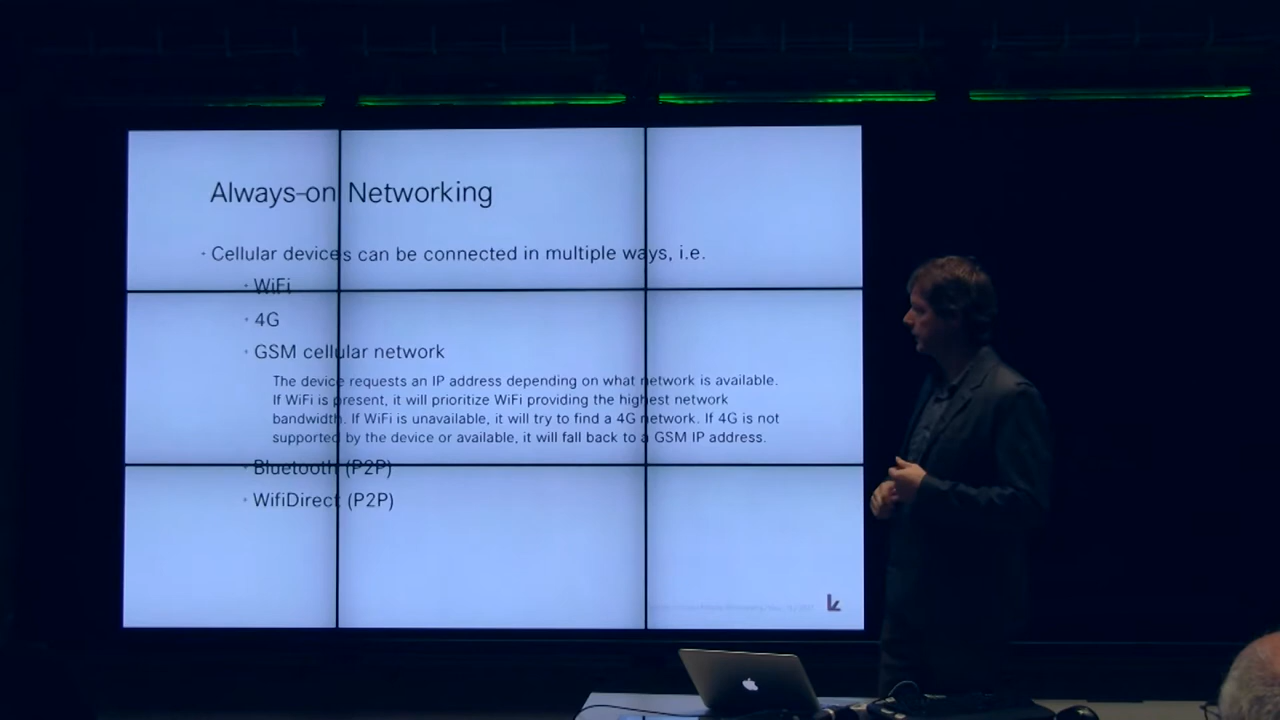 Always-on Networking
· Cellular devices can be connected in multiple ways, i.e.
· WiFi
· 4G
· GSM cellular network
The device requests an IP address depending on what network is available.
If WiFi is present, it will prioritize WiFi providing the highest network
bandwidth. If WiFi is unavailable, it will try to find a 4G network. If 4G is not
supported by the device or available, it will fall back to a GSM IP address.
· Bluetooth (P2P)
· WifiDirect (P2P)